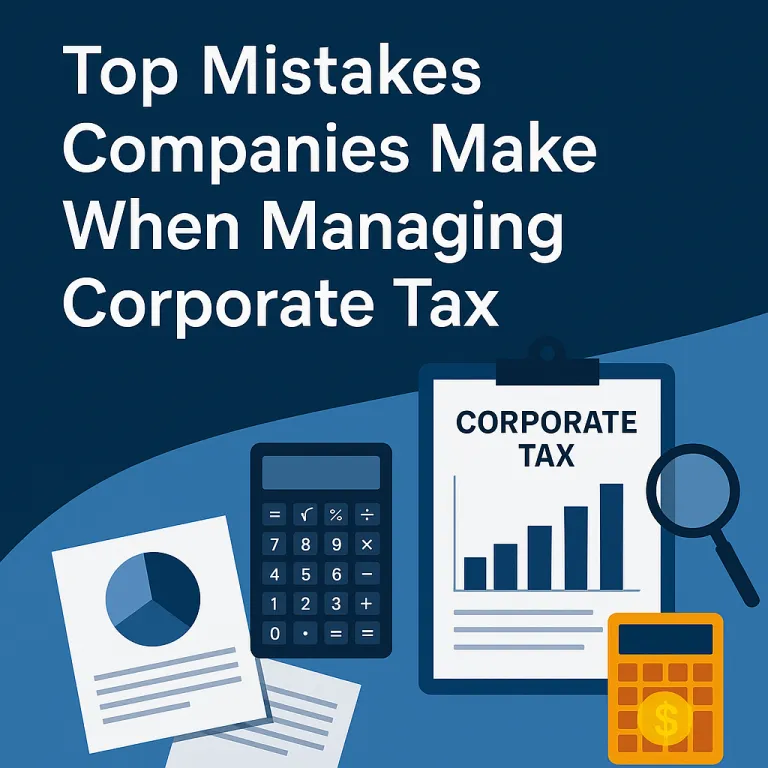 Top Mistakes
Companies Make
When Managing
Corporate Tax
CORPORATE
TAX
= √ % ÷
7 8 9 ×
4 5 6 −
1 2 3 +
0 · = =
$